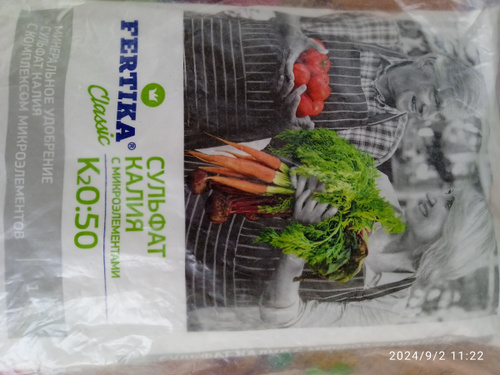 FERTIKA®
Classic
СУЛЬФАТ
КАЛИЯ
С МИКРОЭЛЕМЕНТАМИ
K2O:50
МИНЕРАЛЬНОЕ УДОБРЕНИЕ
СУЛЬФАТ КАЛИЯ
С КОМПЛЕКСОМ МИКРОЭЛЕМЕНТОВ
2024/9/2 11:22